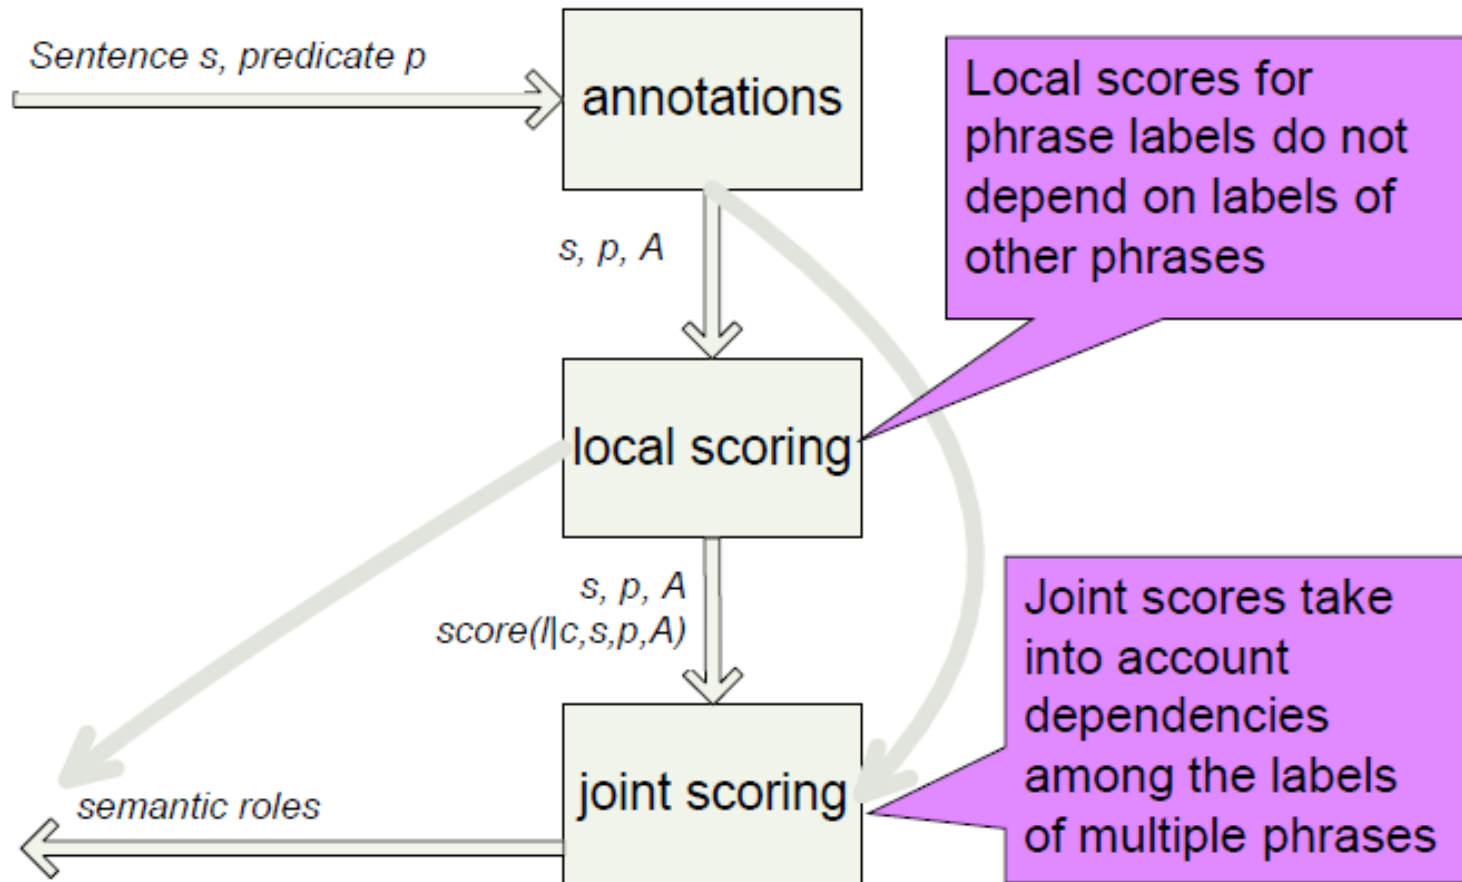 Sentence s, predicate p
annotations
Local scores for
phrase labels do not
depend on labels of
other phrases
s, p, A
local scoring
s, p, A
score(l|c,s,p,A)
Joint scores take
into account
dependencies
among the labels
of multiple phrases
joint scoring
semantic roles